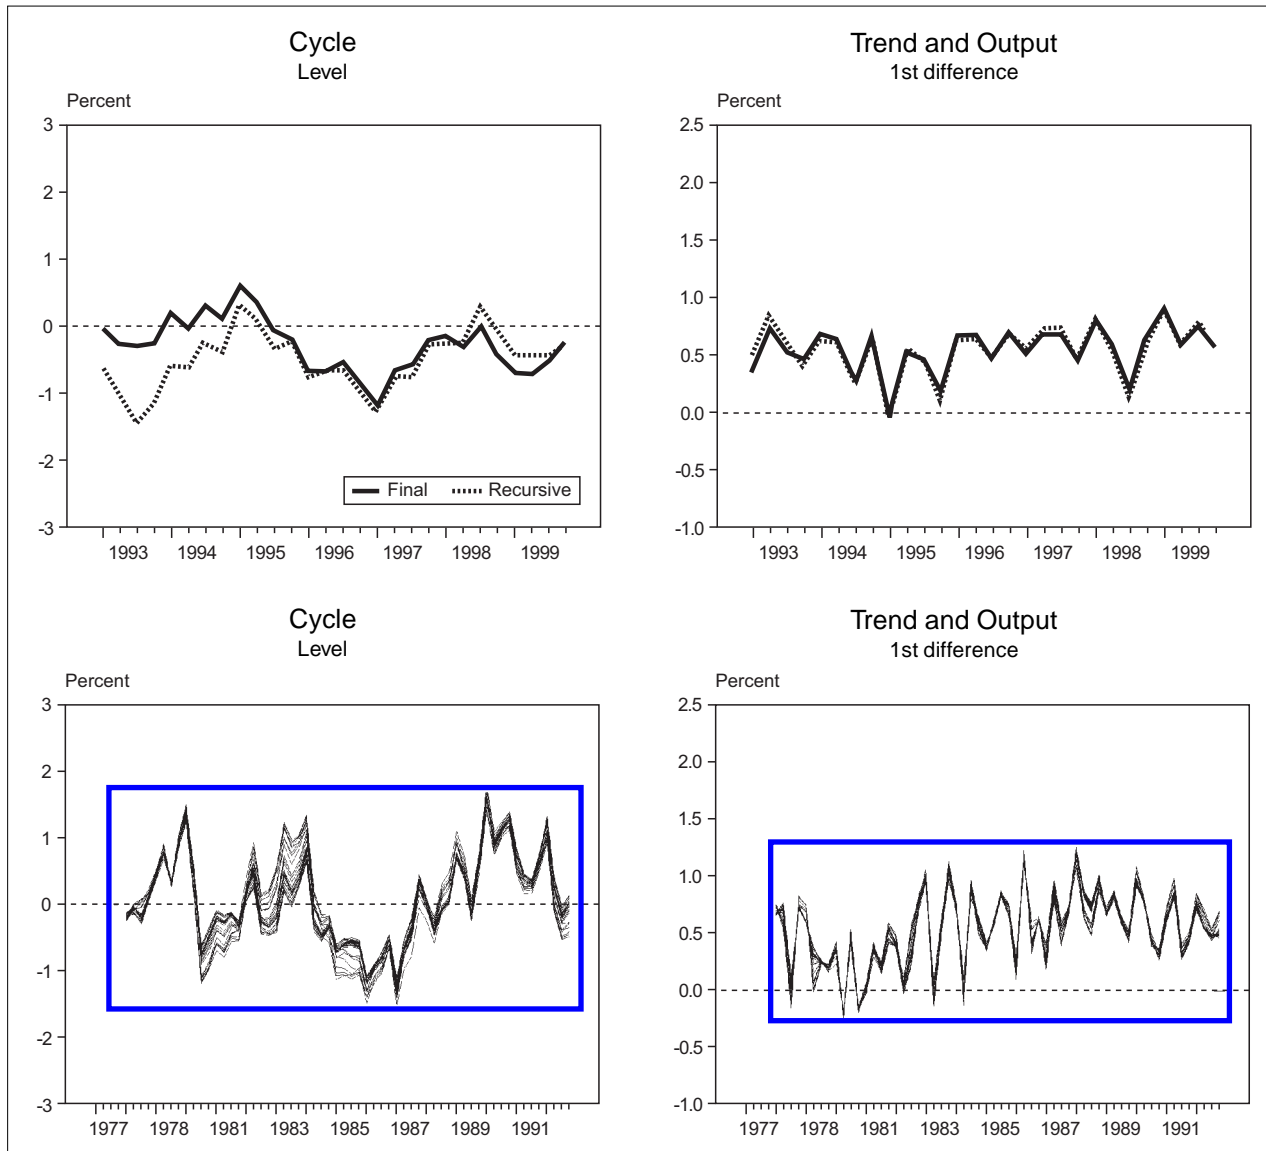 Cycle
Level
Percent
3
2
1
0
-1
-2
-3
Final Recursive
1993 1994 1995 1996 1997 1998 1999
Trend and Output
1st difference
Percent
2.5
2.0
1.5
1.0
0.5
0.0
-0.5
-1.0
1993 1994 1995 1996 1997 1998 1999
Cycle
Level
Percent
3
2
1
0
-1
-2
-3
1977 1978 1981 1983 1985 1987 1989 1991
Trend and Output
1st difference
Percent
2.5
2.0
1.5
1.0
0.5
0.0
-0.5
-1.0
1977 1978 1981 1983 1985 1987 1989 1991